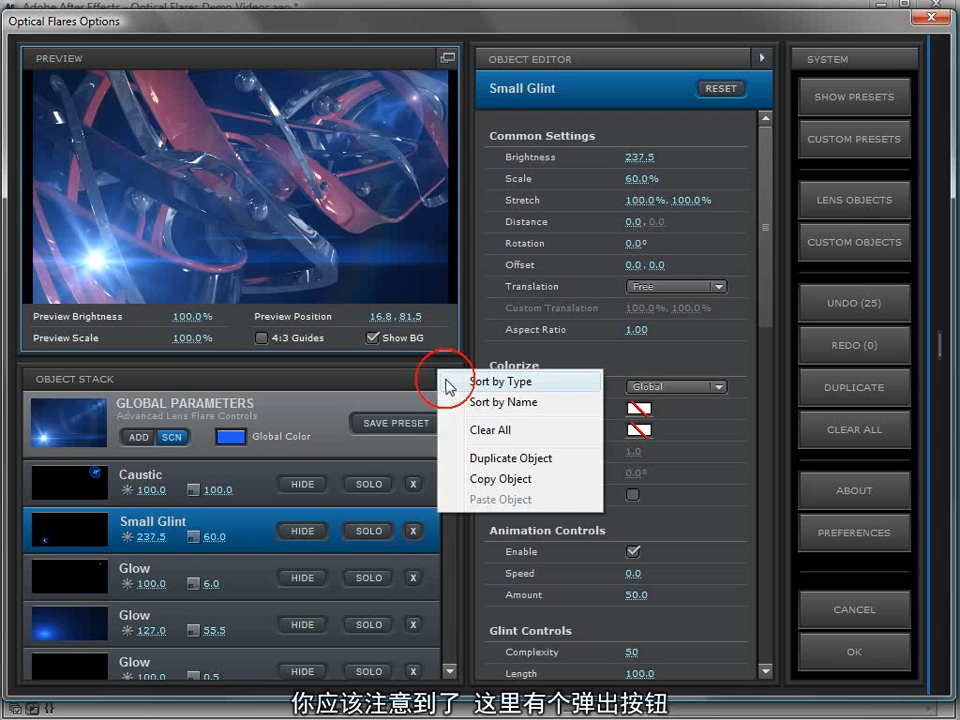 Adobe After Effects - Optical Flares Demo Videos.aep *
Optical Flares Options
PREVIEW
Preview Brightness 100.0% Preview Position 16.8, 81.5
Preview Scale 100.0% 4:3 Guides Show BG
OBJECT STACK
GLOBAL PARAMETERS
Advanced Lens Flare Controls
ADD SCN Global Color SAVE PRESET
Caustic
100.0 100.0 HIDE SOLO X
Small Glint
237.5 60.0 HIDE SOLO X
Glow
100.0 6.0 HIDE SOLO X
Glow
127.0 55.5 HIDE SOLO X
Glow
100.0 0.5 HIDE SOLO X
Sort by Type
Sort by Name
Clear All
Duplicate Object
Copy Object
Paste Object
OBJECT EDITOR
Small Glint RESET
Common Settings
Brightness 237.5
Scale 60.0%
Stretch 100.0%, 100.0%
Distance 0.0, 0.0
Rotation 0.0°
Offset 0.0, 0.0
Translation Free
Custom Translation 100.0%, 100.0%
Aspect Ratio 1.00
Colorize
Global
1.0
0.0°
Animation Controls
Enable
Speed 0.0
Amount 50.0
Glint Controls
Complexity 50
Length 100.0
SYSTEM
SHOW PRESETS
CUSTOM PRESETS
LENS OBJECTS
CUSTOM OBJECTS
UNDO (25)
REDO (0)
DUPLICATE
CLEAR ALL
ABOUT
PREFERENCES
CANCEL
OK
你应该注意到了 这里有个弹出按钮